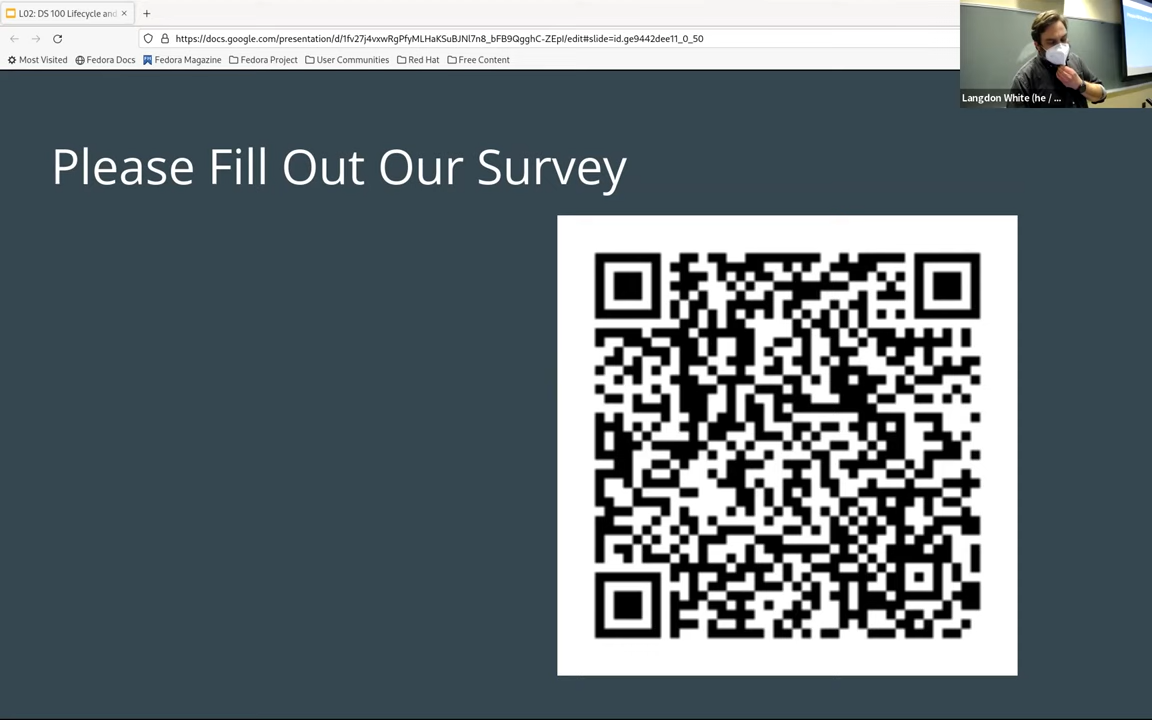 L02: DS 100 Lifecycle and
https://docs.google.com/presentation/d/1fv27j4vxwRgPfyMLHaKSuBJNl7n8_bFB9QgghC-ZEpI/edit#slide=id.ge9442dee11_0_50
Most Visited Fedora Docs Fedora Magazine Fedora Project User Communities Red Hat Free Content
Langdon White (he / ...
Please Fill Out Our Survey